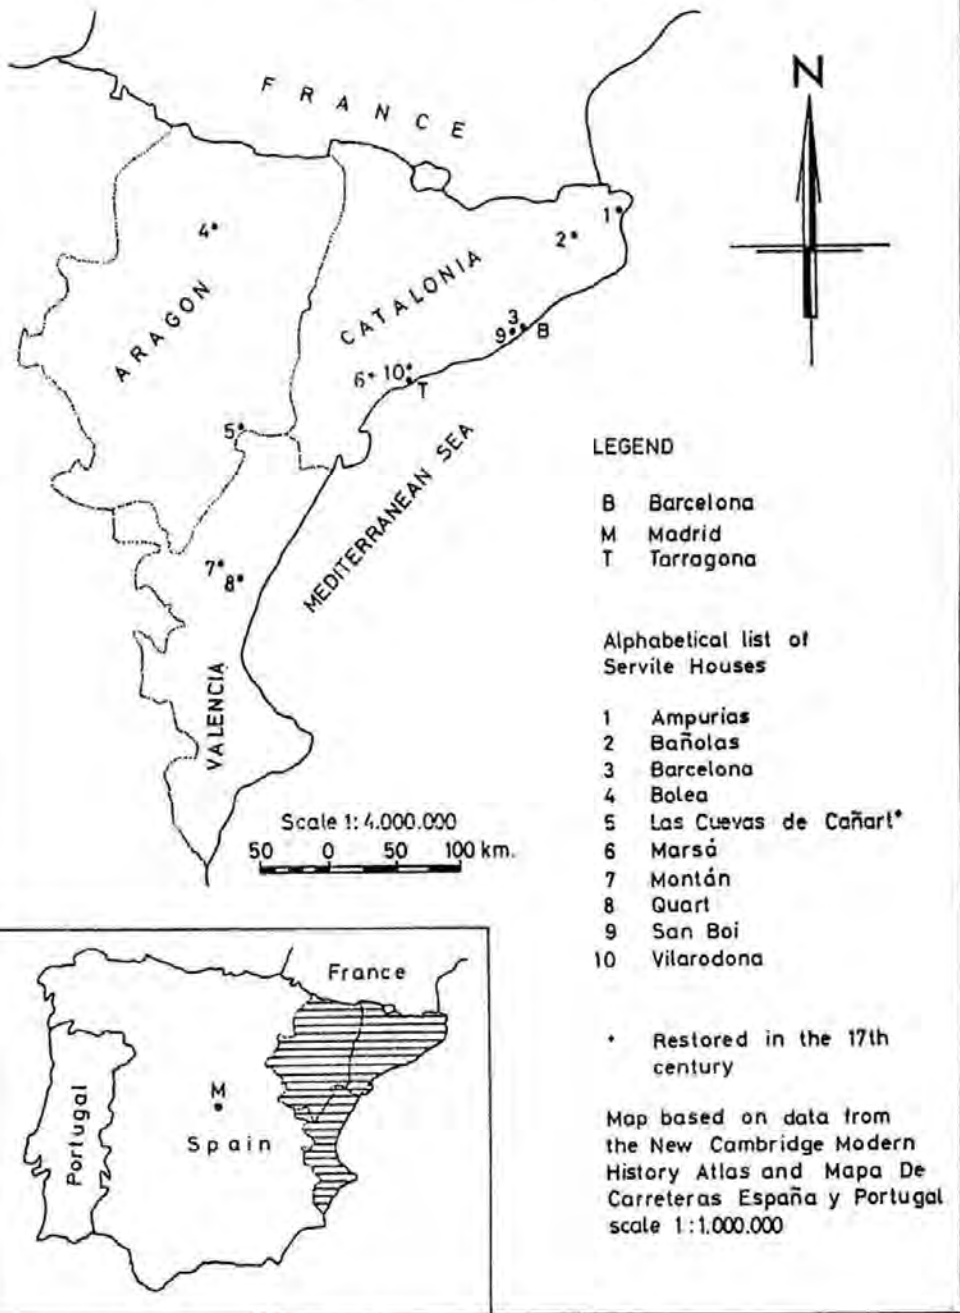 FRANCE
N
1
4
2
CATALONIA
ARAGON
3
9 B
6 10
T
5
MEDITERRANEAN SEA
7
8
VALENCIA
Scale 1: 4.000.000
50 0 50 100 km.
LEGEND
B Barcelona
M Madrid
T Tarragona
Alphabetical list of
Servile Houses
1 Ampurias
2 Bañolas
3 Barcelona
4 Bolea
5 Las Cuevas de Cañart*
6 Marsá
7 Montán
8 Quart
9 San Boi
10 Vilarodona
* Restored in the 17th
century
Map based on data from
the New Cambridge Modern
History Atlas and Mapa De
Carreteras España y Portugal
scale 1:1.000.000
France
M
Portugal
Spain